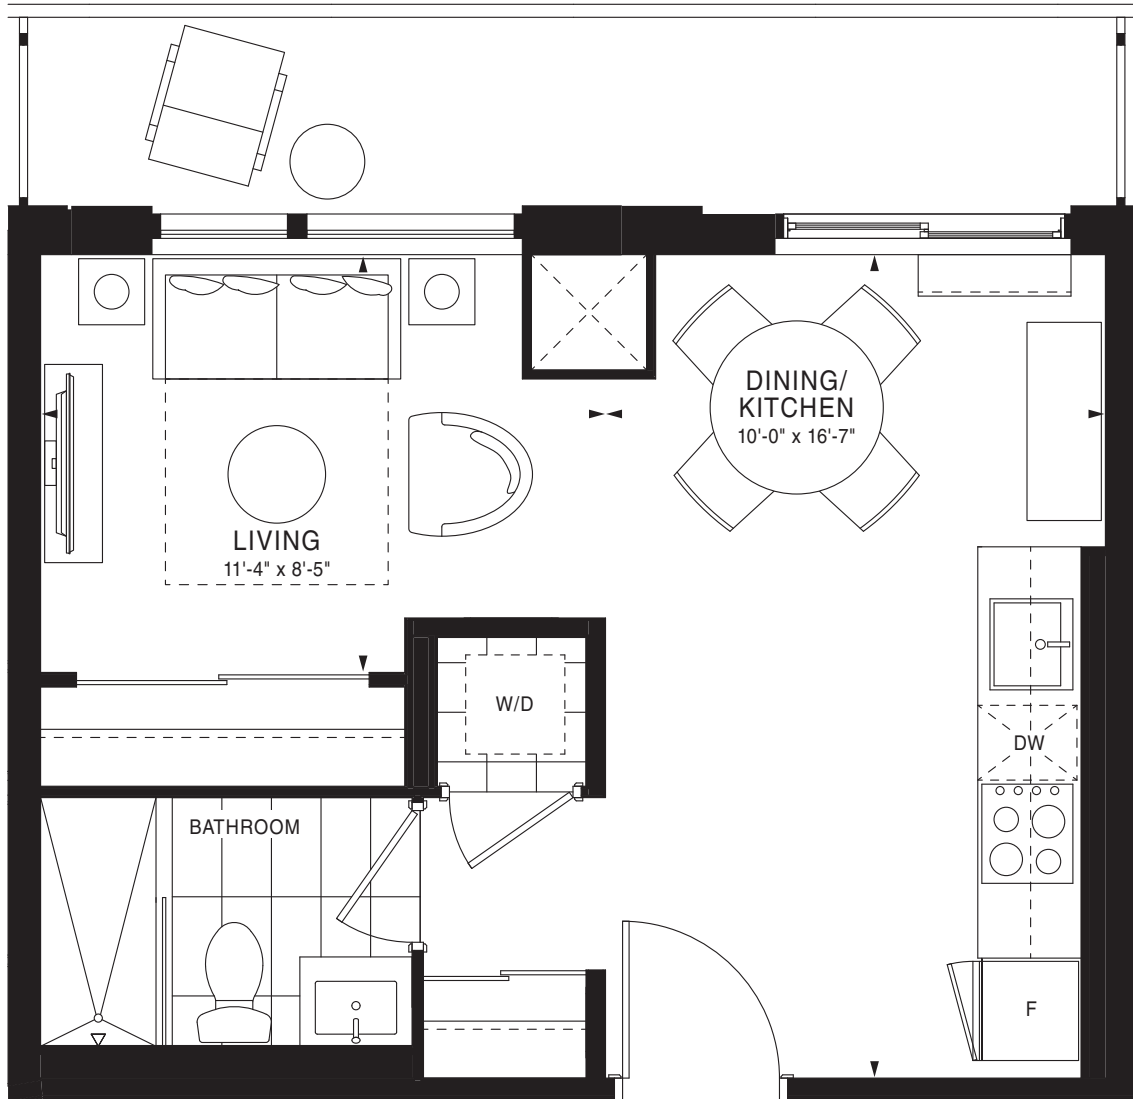 DINING/
KITCHEN
10'-0" x 16'-7"
LIVING
11'-4" x 8'-5"
W/D
DW
BATHROOM
F